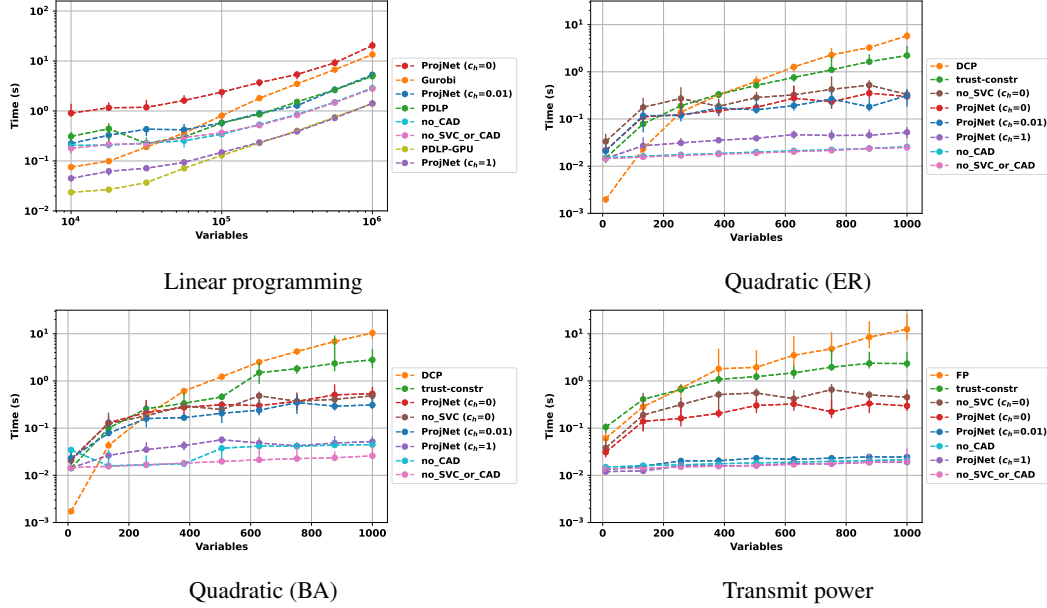 10²
10¹
10⁰
10⁻¹
10⁻²
Time (s)
10⁴
10⁵
10⁶
Variables
ProjNet (cₕ=0)
Gurobi
ProjNet (cₕ=0.01)
PDLP
no_CAD
no_SVC_or_CAD
PDLP-GPU
ProjNet (cₕ=1)
Linear programming
10¹
10⁰
10⁻¹
10⁻²
10⁻³
Time (s)
0 200 400 600 800 1000
Variables
DCP
trust-constr
no_SVC (cₕ=0)
ProjNet (cₕ=0)
ProjNet (cₕ=0.01)
ProjNet (cₕ=1)
no_CAD
no_SVC_or_CAD
Quadratic (ER)
10¹
10⁰
10⁻¹
10⁻²
10⁻³
Time (s)
0 200 400 600 800 1000
Variables
DCP
trust-constr
ProjNet (cₕ=0)
no_SVC (cₕ=0)
ProjNet (cₕ=0.01)
ProjNet (cₕ=1)
no_CAD
no_SVC_or_CAD
Quadratic (BA)
10¹
10⁰
10⁻¹
10⁻²
10⁻³
Time (s)
0 200 400 600 800 1000
Variables
FP
trust-constr
no_SVC (cₕ=0)
ProjNet (cₕ=0)
ProjNet (cₕ=0.01)
no_CAD
ProjNet (cₕ=1)
no_SVC_or_CAD
Transmit power